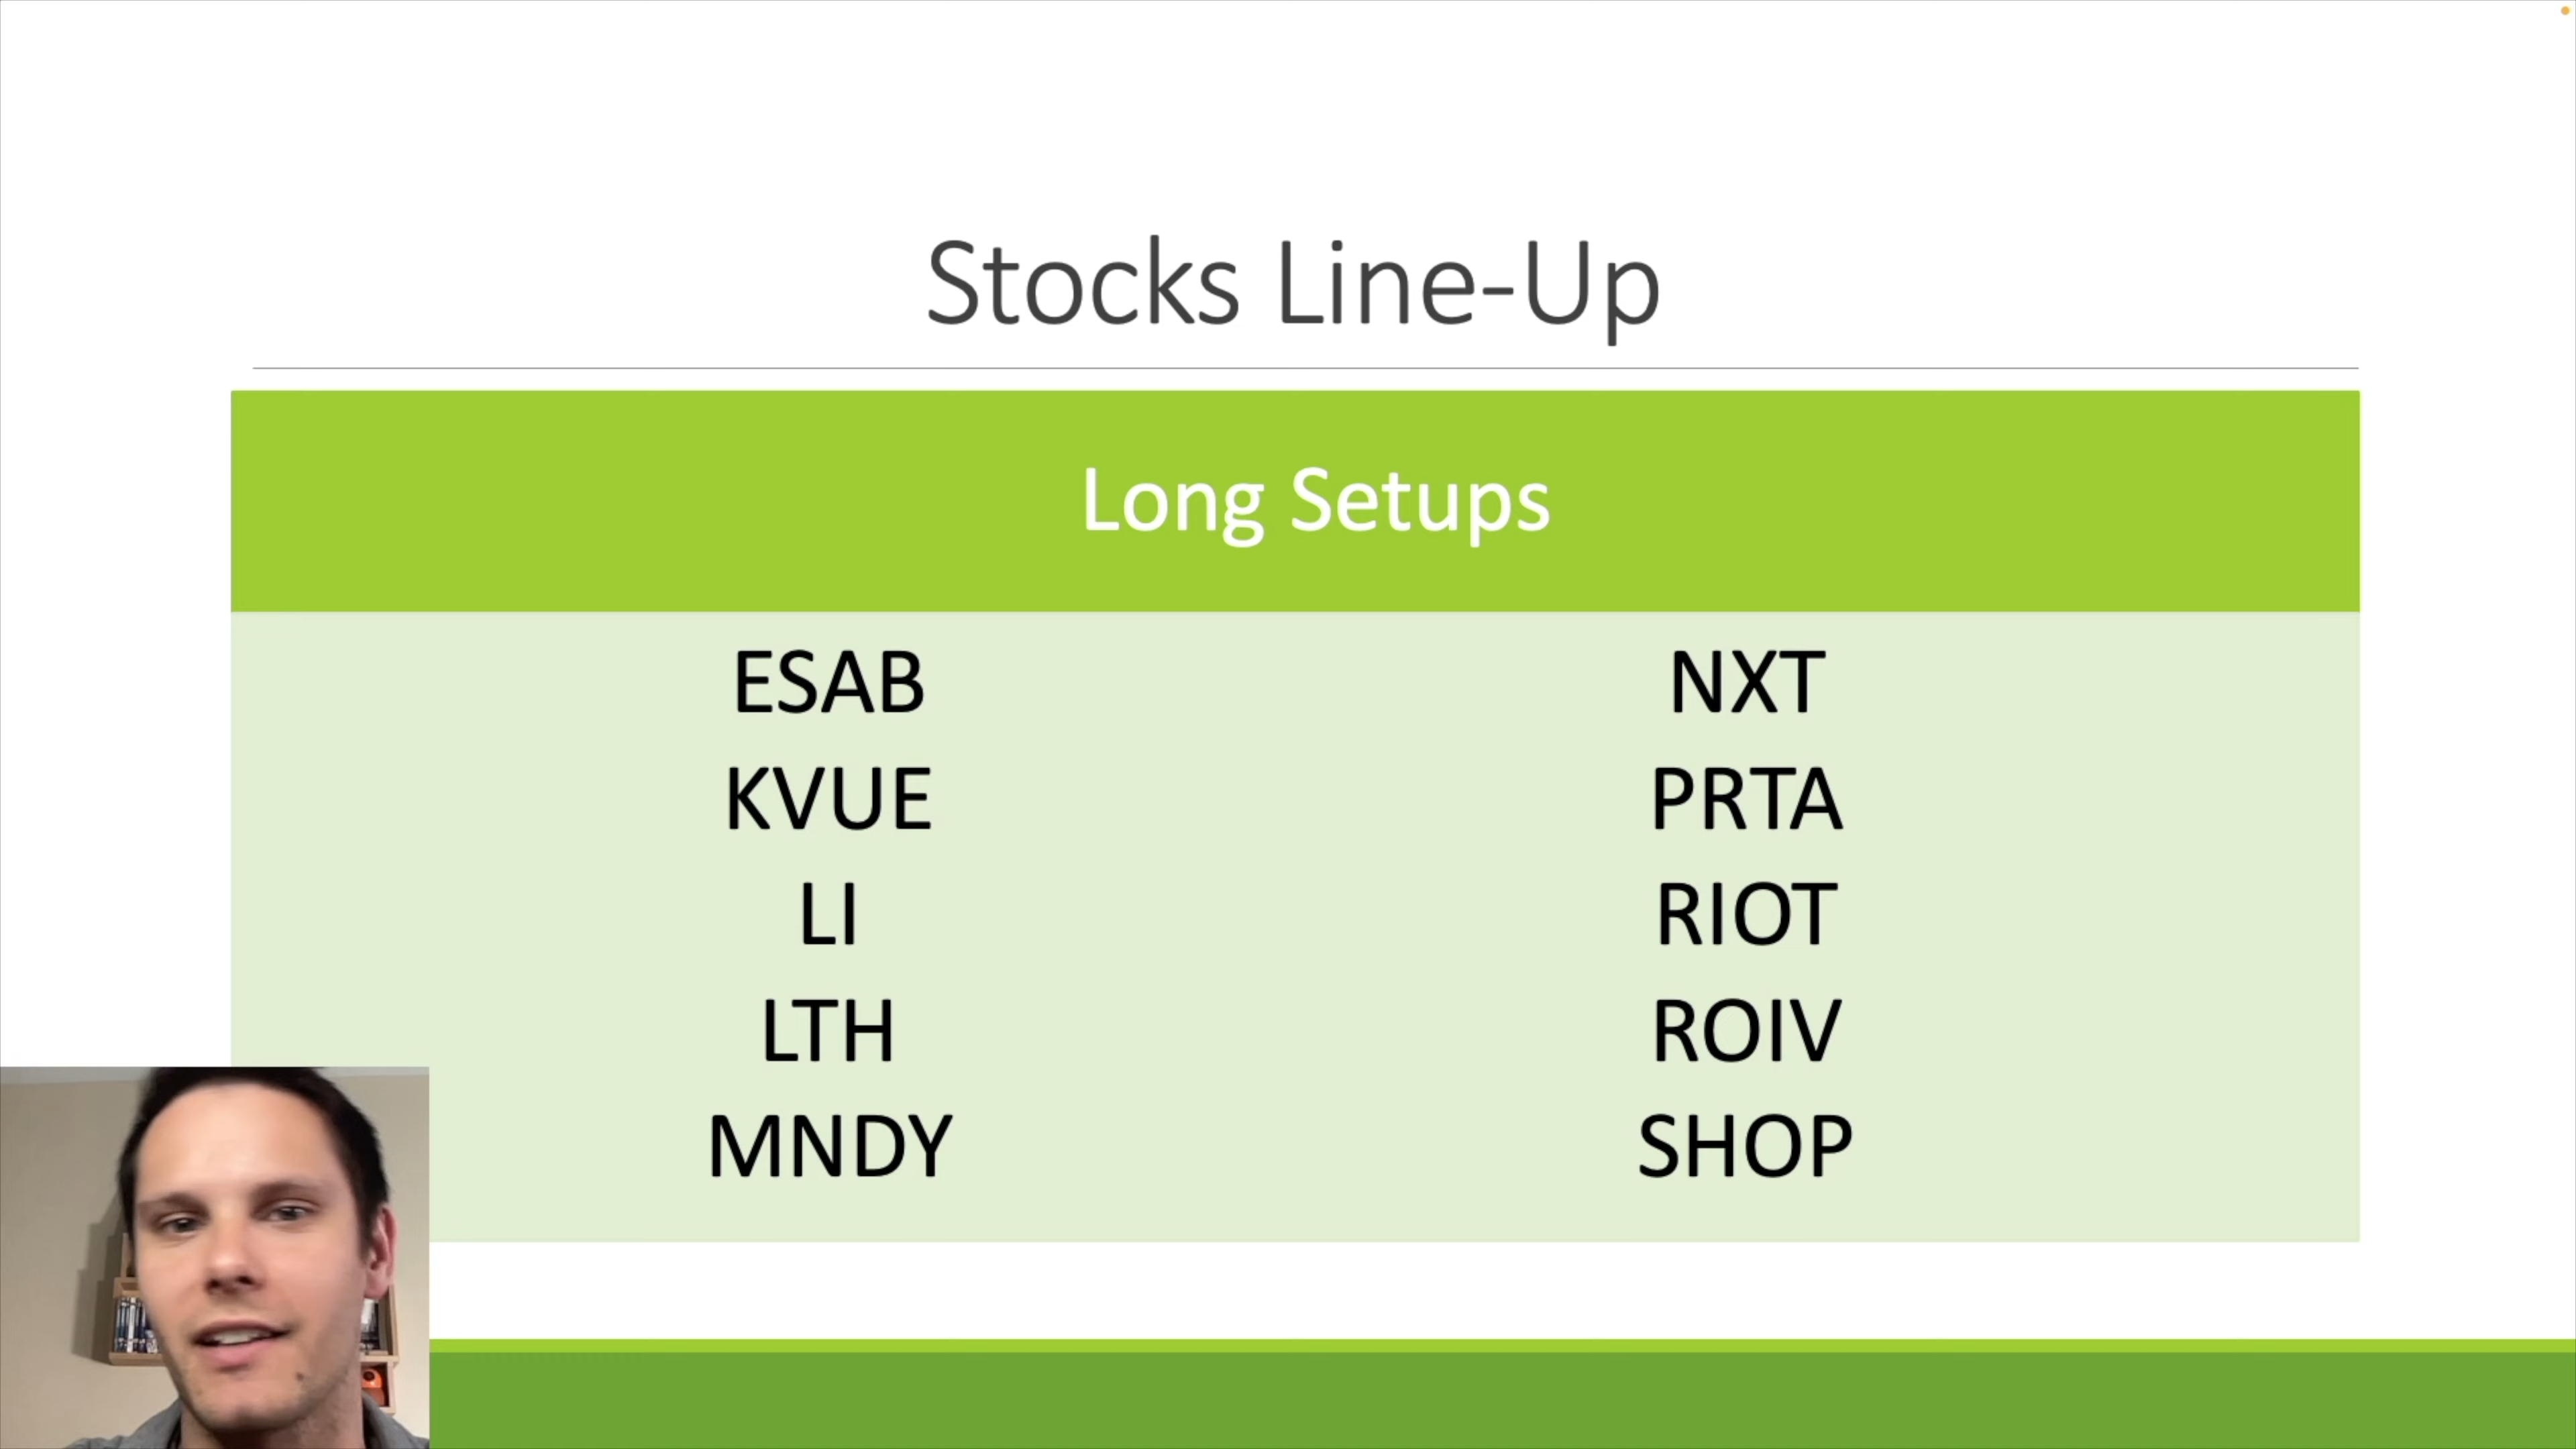 Stocks Line-Up
Long Setups
ESAB
KVUE
LI
LTH
MNDY
NXT
PRTA
RIOT
ROIV
SHOP